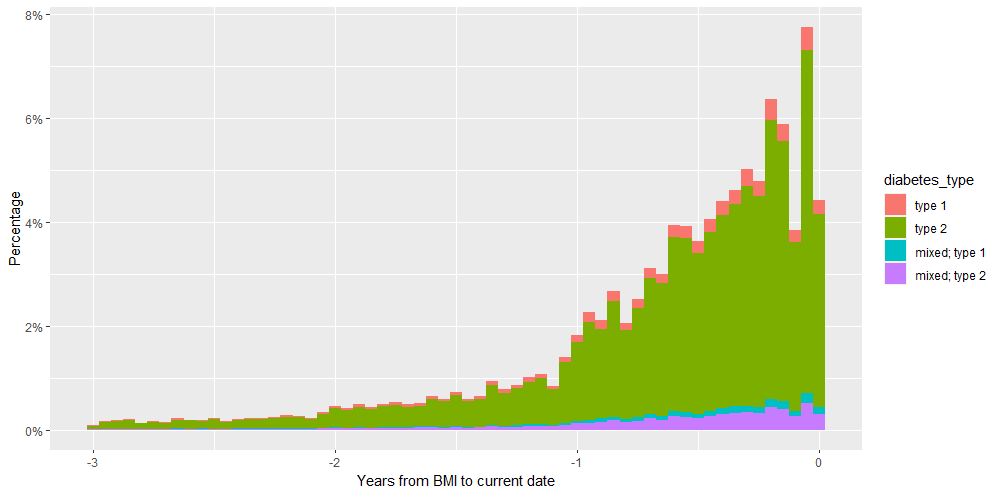 8%
6%
4%
2%
0%
Percentage
-3
-2
-1
0
Years from BMI to current date
diabetes_type
type 1
type 2
mixed; type 1
mixed; type 2